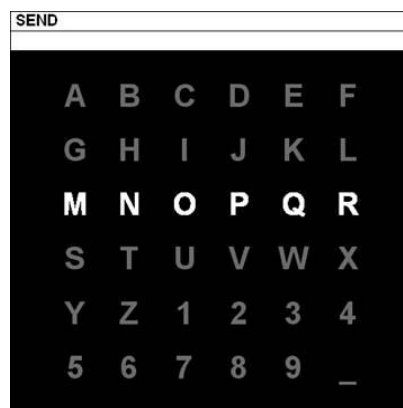 SEND
A B C D E F
G H I J K L
M N O P Q R
S T U V W X
Y Z 1 2 3 4
5 6 7 8 9 _